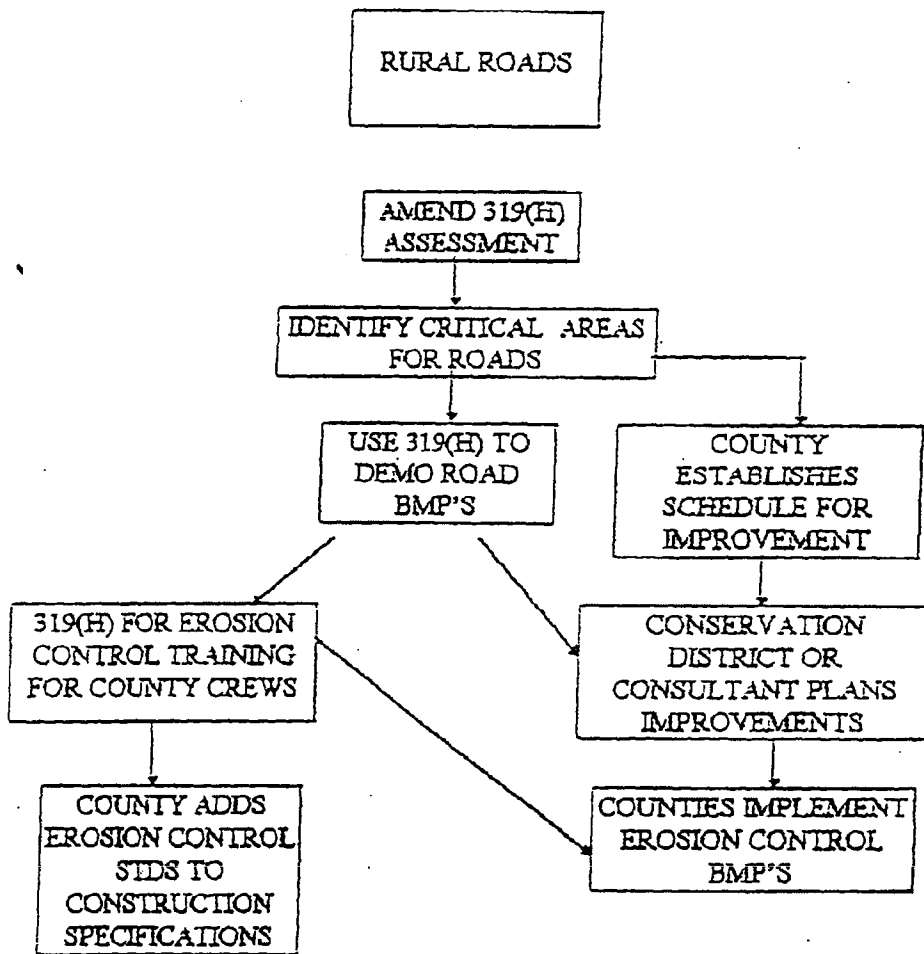 RURAL ROADS
AMEND 319(H)
ASSESSMENT
IDENTIFY CRITICAL AREAS
FOR ROADS
USE 319(H) TO
DEMO ROAD
BMP'S
COUNTY
ESTABLISHES
SCHEDULE FOR
IMPROVEMENT
319(H) FOR EROSION
CONTROL TRAINING
FOR COUNTY CREWS
CONSERVATION
DISTRICT OR
CONSULTANT PLANS
IMPROVEMENTS
COUNTY ADDS
EROSION CONTROL
STDS TO
CONSTRUCTION
SPECIFICATIONS
COUNTIES IMPLEMENT
EROSION CONTROL
BMP'S